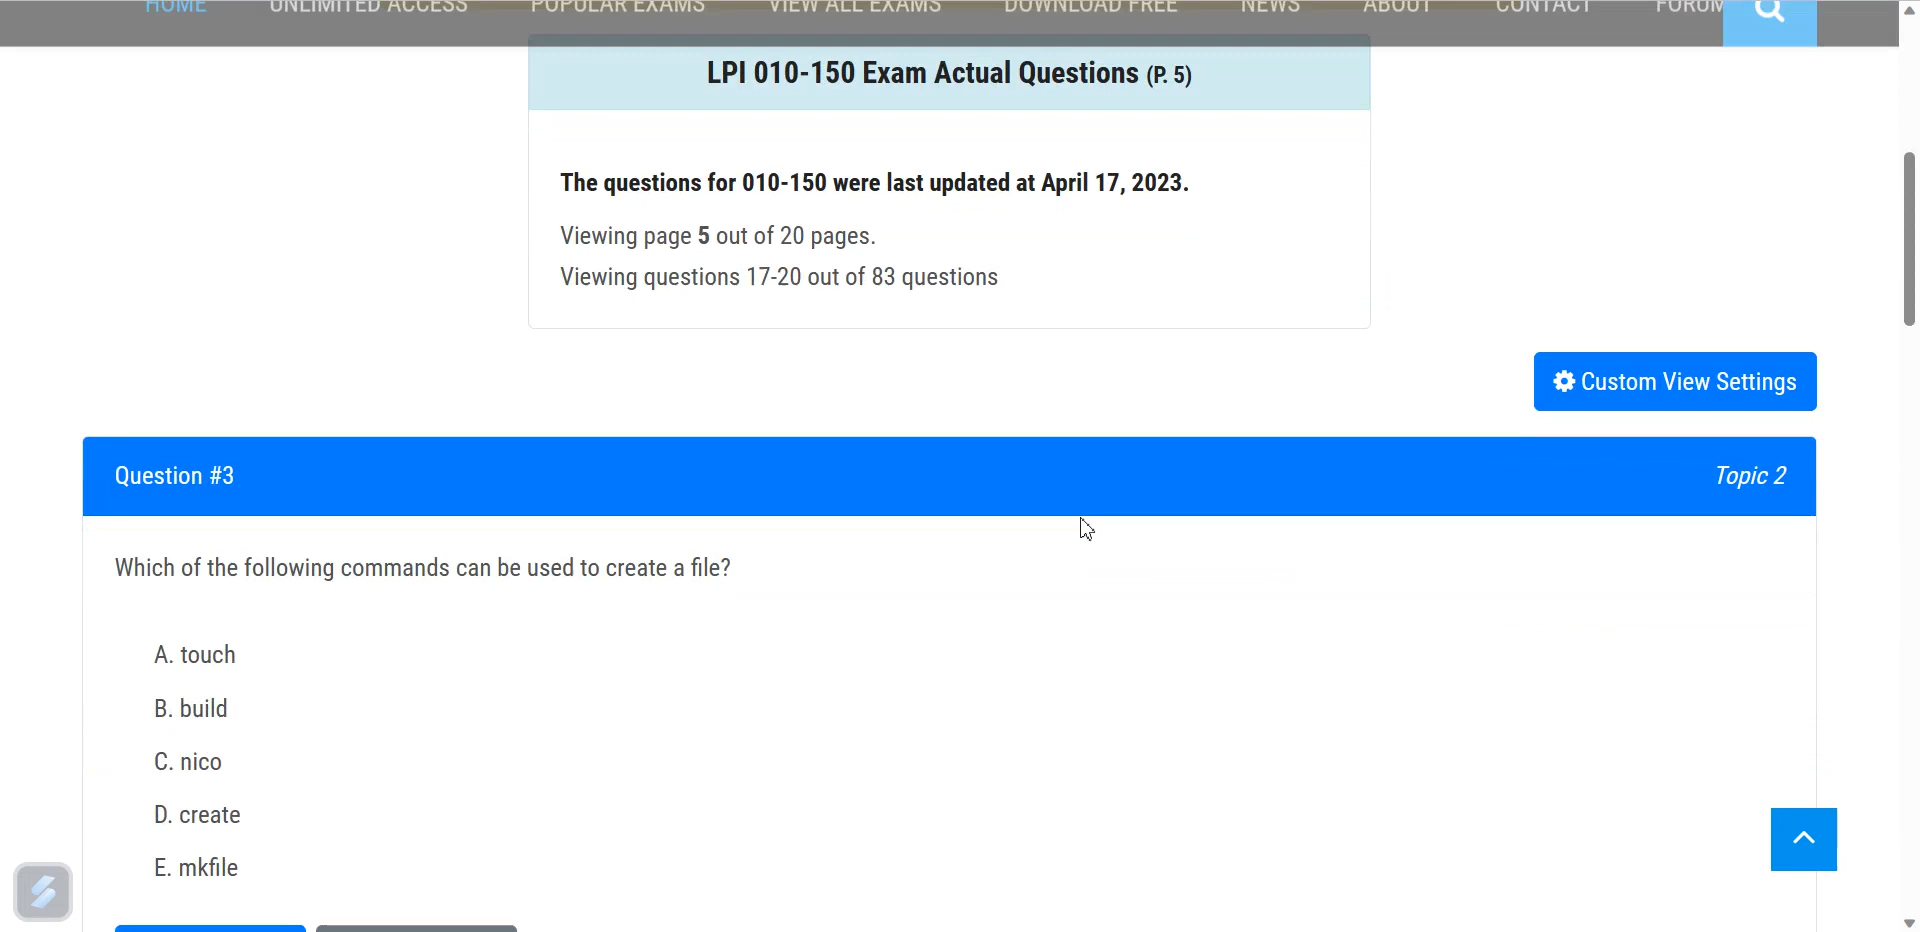 HOME UNLIMITED ACCESS POPULAR EXAMS VIEW ALL EXAMS DOWNLOAD FREE NEWS ABOUT CONTACT FORUM
LPI 010-150 Exam Actual Questions (P. 5)
The questions for 010-150 were last updated at April 17, 2023.
Viewing page 5 out of 20 pages.
Viewing questions 17-20 out of 83 questions
Custom View Settings
Question #3 Topic 2
Which of the following commands can be used to create a file?
A. touch
B. build
C. nico
D. create
E. mkfile